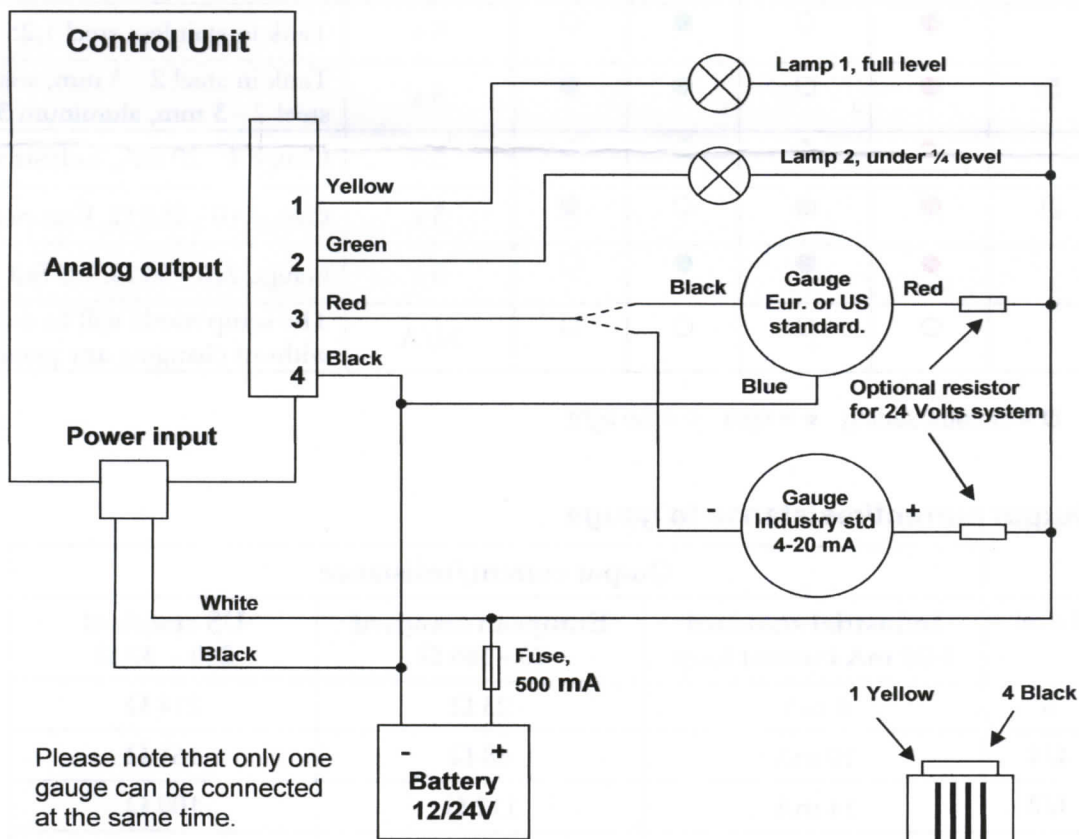 Control Unit
Lamp 1, full level
Lamp 2, under ¼ level
Yellow
1
Green
2
Analog output
Red
3
Black
4
Black
Gauge
Eur. or US
standard.
Red
Blue
Optional resistor
for 24 Volts system
Power input
-
Gauge
Industry std
4-20 mA
+
White
Black
Fuse,
500 mA
1 Yellow
4 Black
- +
Battery
12/24V
Please note that only one
gauge can be connected
at the same time.